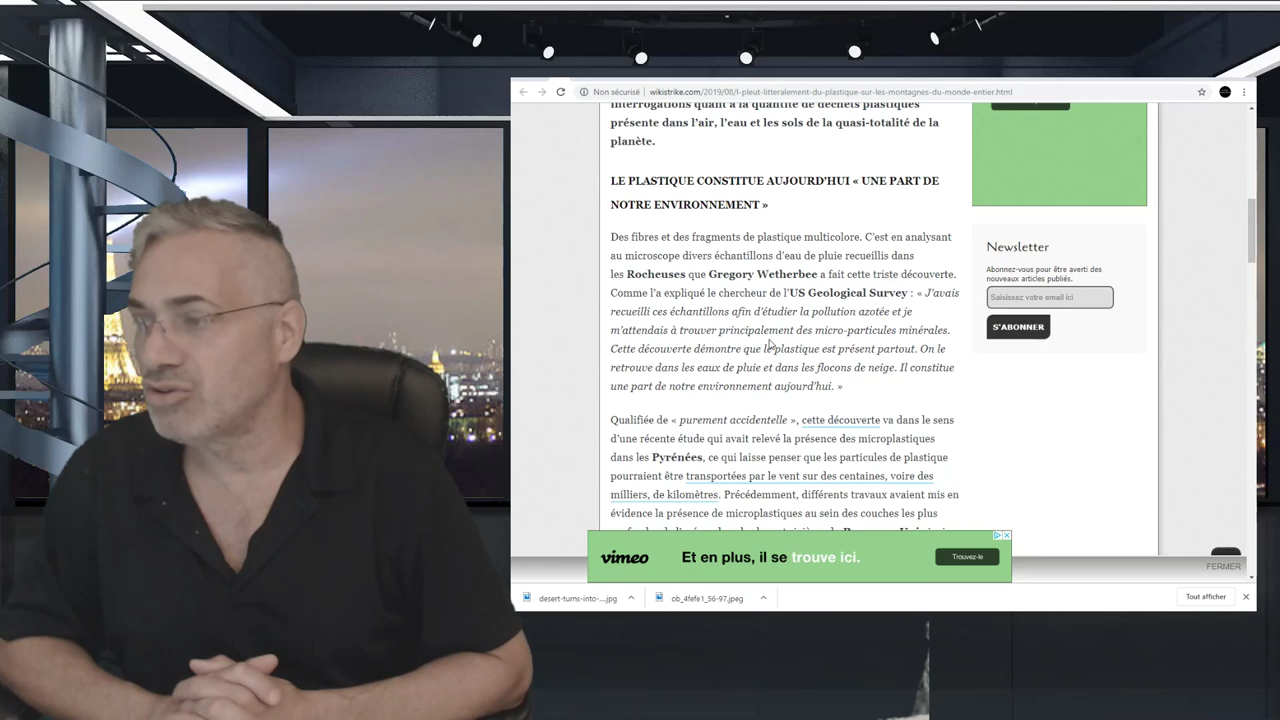 Non sécurisé | wikistrike.com/2019/08/l-pleut-litteralement-du-plastique-sur-les-montagnes-du-monde-entier.html
interrogations quant à la quantité de déchets plastiques
présente dans l'air, l'eau et les sols de la quasi-totalité de la
planète.
LE PLASTIQUE CONSTITUE AUJOURD'HUI « UNE PART DE
NOTRE ENVIRONNEMENT »
Des fibres et des fragments de plastique multicolore. C'est en analysant
au microscope divers échantillons d'eau de pluie recueillis dans
les Rocheuses que Gregory Wetherbee a fait cette triste découverte.
Comme l'a expliqué le chercheur de l'US Geological Survey : « J'avais
recueilli ces échantillons afin d'étudier la pollution azotée et je
m'attendais à trouver principalement des micro-particules minérales.
Cette découverte démontre que le plastique est présent partout. On le
retrouve dans les eaux de pluie et dans les flocons de neige. Il constitue
une part de notre environnement aujourd'hui. »
Qualifiée de « purement accidentelle », cette découverte va dans le sens
d'une récente étude qui avait relevé la présence des microplastiques
dans les Pyrénées, ce qui laisse penser que les particules de plastique
pourraient être transportées par le vent sur des centaines, voire des
milliers, de kilomètres. Précédemment, différents travaux avaient mis en
évidence la présence de microplastiques au sein des couches les plus
Newsletter
Abonnez-vous pour être averti des
nouveaux articles publiés.
Saisissez votre email ici
S'ABONNER
vimeo Et en plus, il se trouve ici. Trouvez-le
FERMER
desert-turns-into-....jpg
ob_4fefe1_56-97.jpeg
Tout afficher